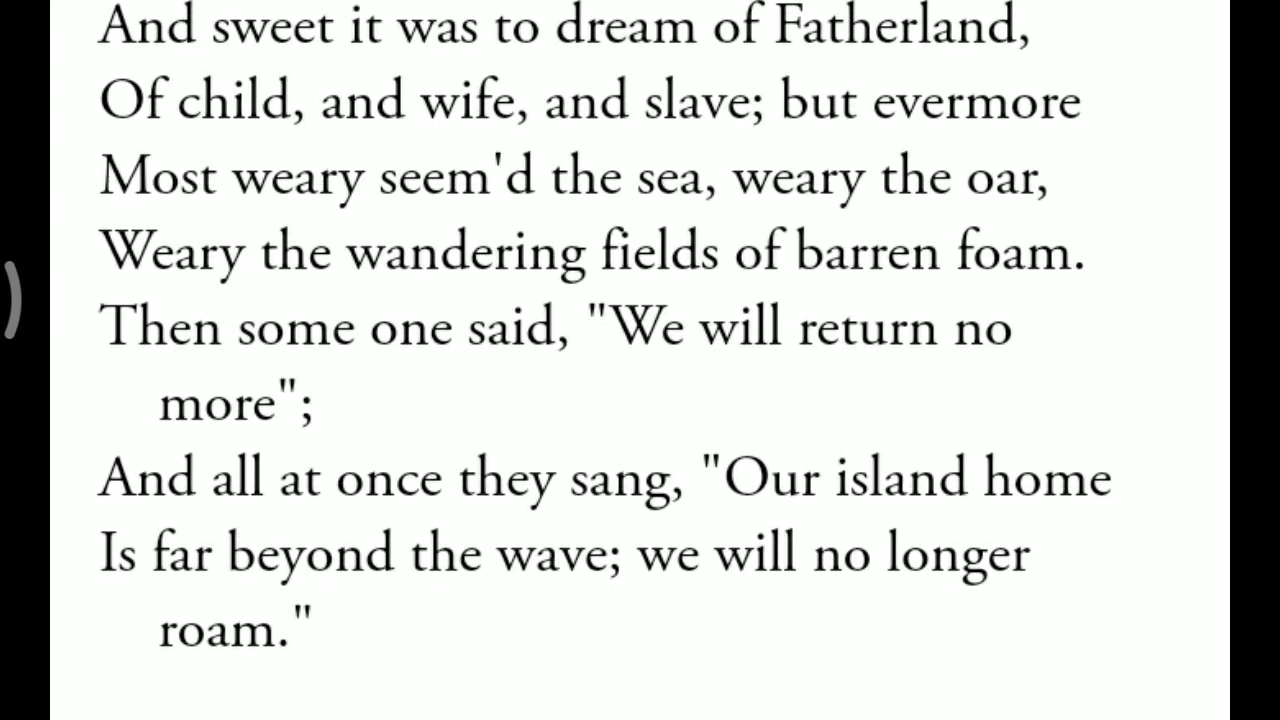 And sweet it was to dream of Fatherland,
Of child, and wife, and slave; but evermore
Most weary seem'd the sea, weary the oar,
Weary the wandering fields of barren foam.
Then some one said, "We will return no
more";
And all at once they sang, "Our island home
Is far beyond the wave; we will no longer
roam."